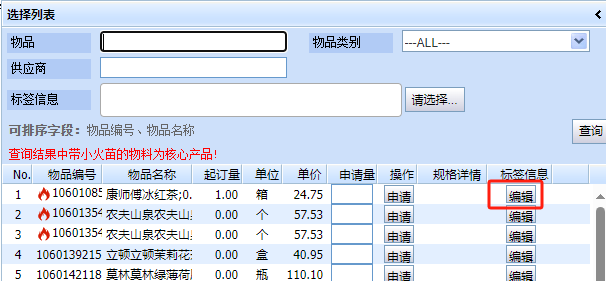 选择列表
物品 物品类别 ---ALL---
供应商
标签信息 请选择...
可排序字段：物品编号、物品名称 查询
查询结果中带小火苗的物料为核心产品！
No. 物品编号 物品名称 起订量 单位 单价 申请量 操作 规格详情 标签信息
1 10601085 康师傅冰红茶;0. 1.00 箱 24.75 申请 编辑
2 10601354 农夫山泉农夫山 0.00 个 57.53 申请 编辑
3 10601354 农夫山泉农夫山 0.00 个 57.53 申请 编辑
4 1060139215 立顿立顿茉莉花 0.00 盒 40.95 申请 编辑
5 1060142118 莫林莫林绿薄荷 0.00 瓶 110.10 申请 编辑